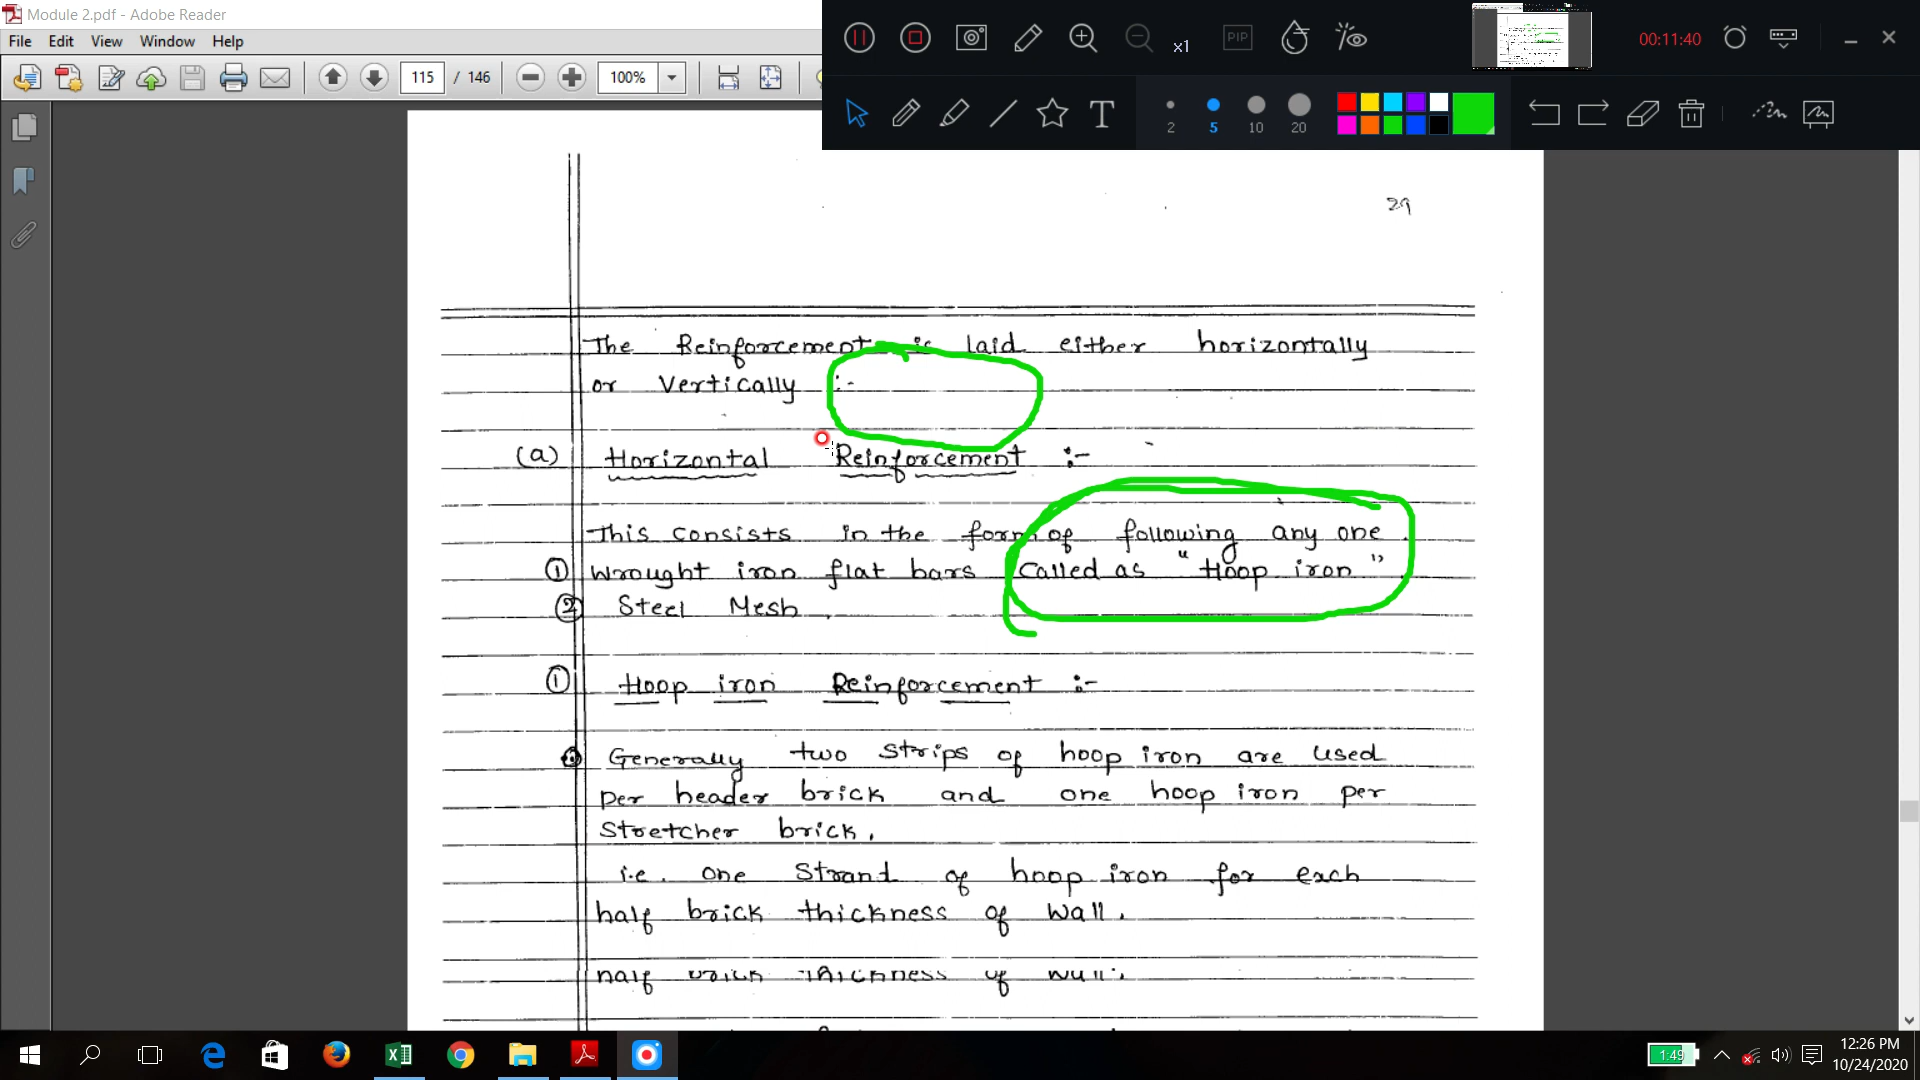 Module 2.pdf - Adobe Reader
File Edit View Window Help
115 / 146 100%
x1 PIP 00:11:40
2 5 10 20
29
The Reinforcement is laid either horizontally
or Vertically :-
(a) Horizontal Reinforcement :-
This consists in the form of following any one.
① Wrought iron flat bars called as "Hoop iron".
② Steel Mesh.
① Hoop iron Reinforcement :-
Generally two strips of hoop iron are used
per header brick and one hoop iron per
Stretcher brick.
i.e. one Strand of hoop iron for each
half brick thickness of wall.
half brick thickness of wall.
1:49 12:26 PM
10/24/2020